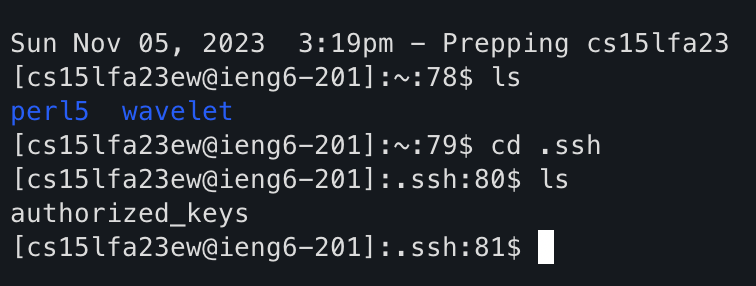 Sun Nov 05, 2023  3:19pm - Prepping cs15lfa23
[cs15lfa23ew@ieng6-201]:~:78$ ls
perl5  wavelet
[cs15lfa23ew@ieng6-201]:~:79$ cd .ssh
[cs15lfa23ew@ieng6-201]:.ssh:80$ ls
authorized_keys
[cs15lfa23ew@ieng6-201]:.ssh:81$